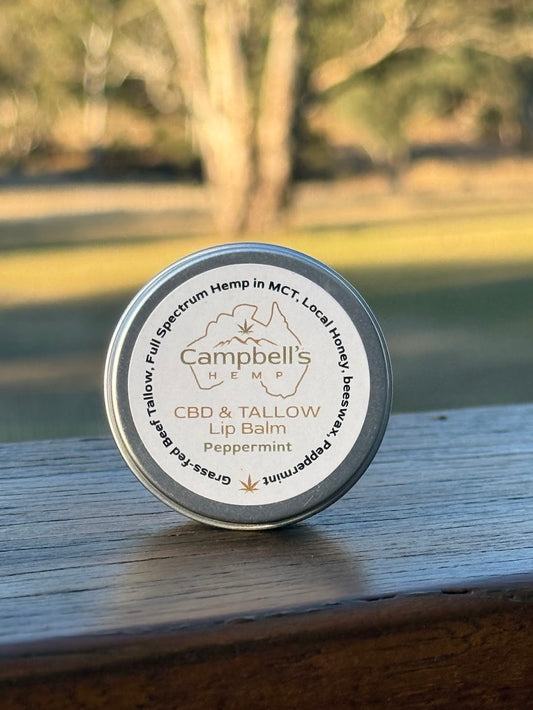 Grass-fed Beef Tallow, Full Spectrum Hemp in MCT, Local Honey, beeswax, Peppermint
Campbell's
HEMP
CBD & TALLOW
Lip Balm
Peppermint